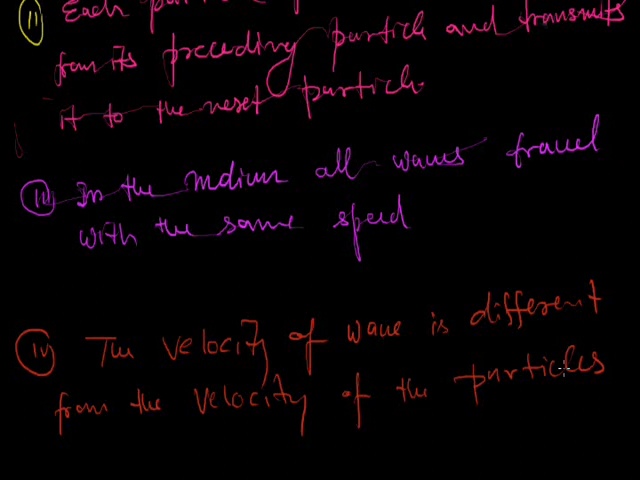 (ii) Each
from its preceding particle and transmits
it to the next particle.
(iii) In the mdium all waves travel
with the same speed
(iv) The velocity of wave is different
from the velocity of the particles